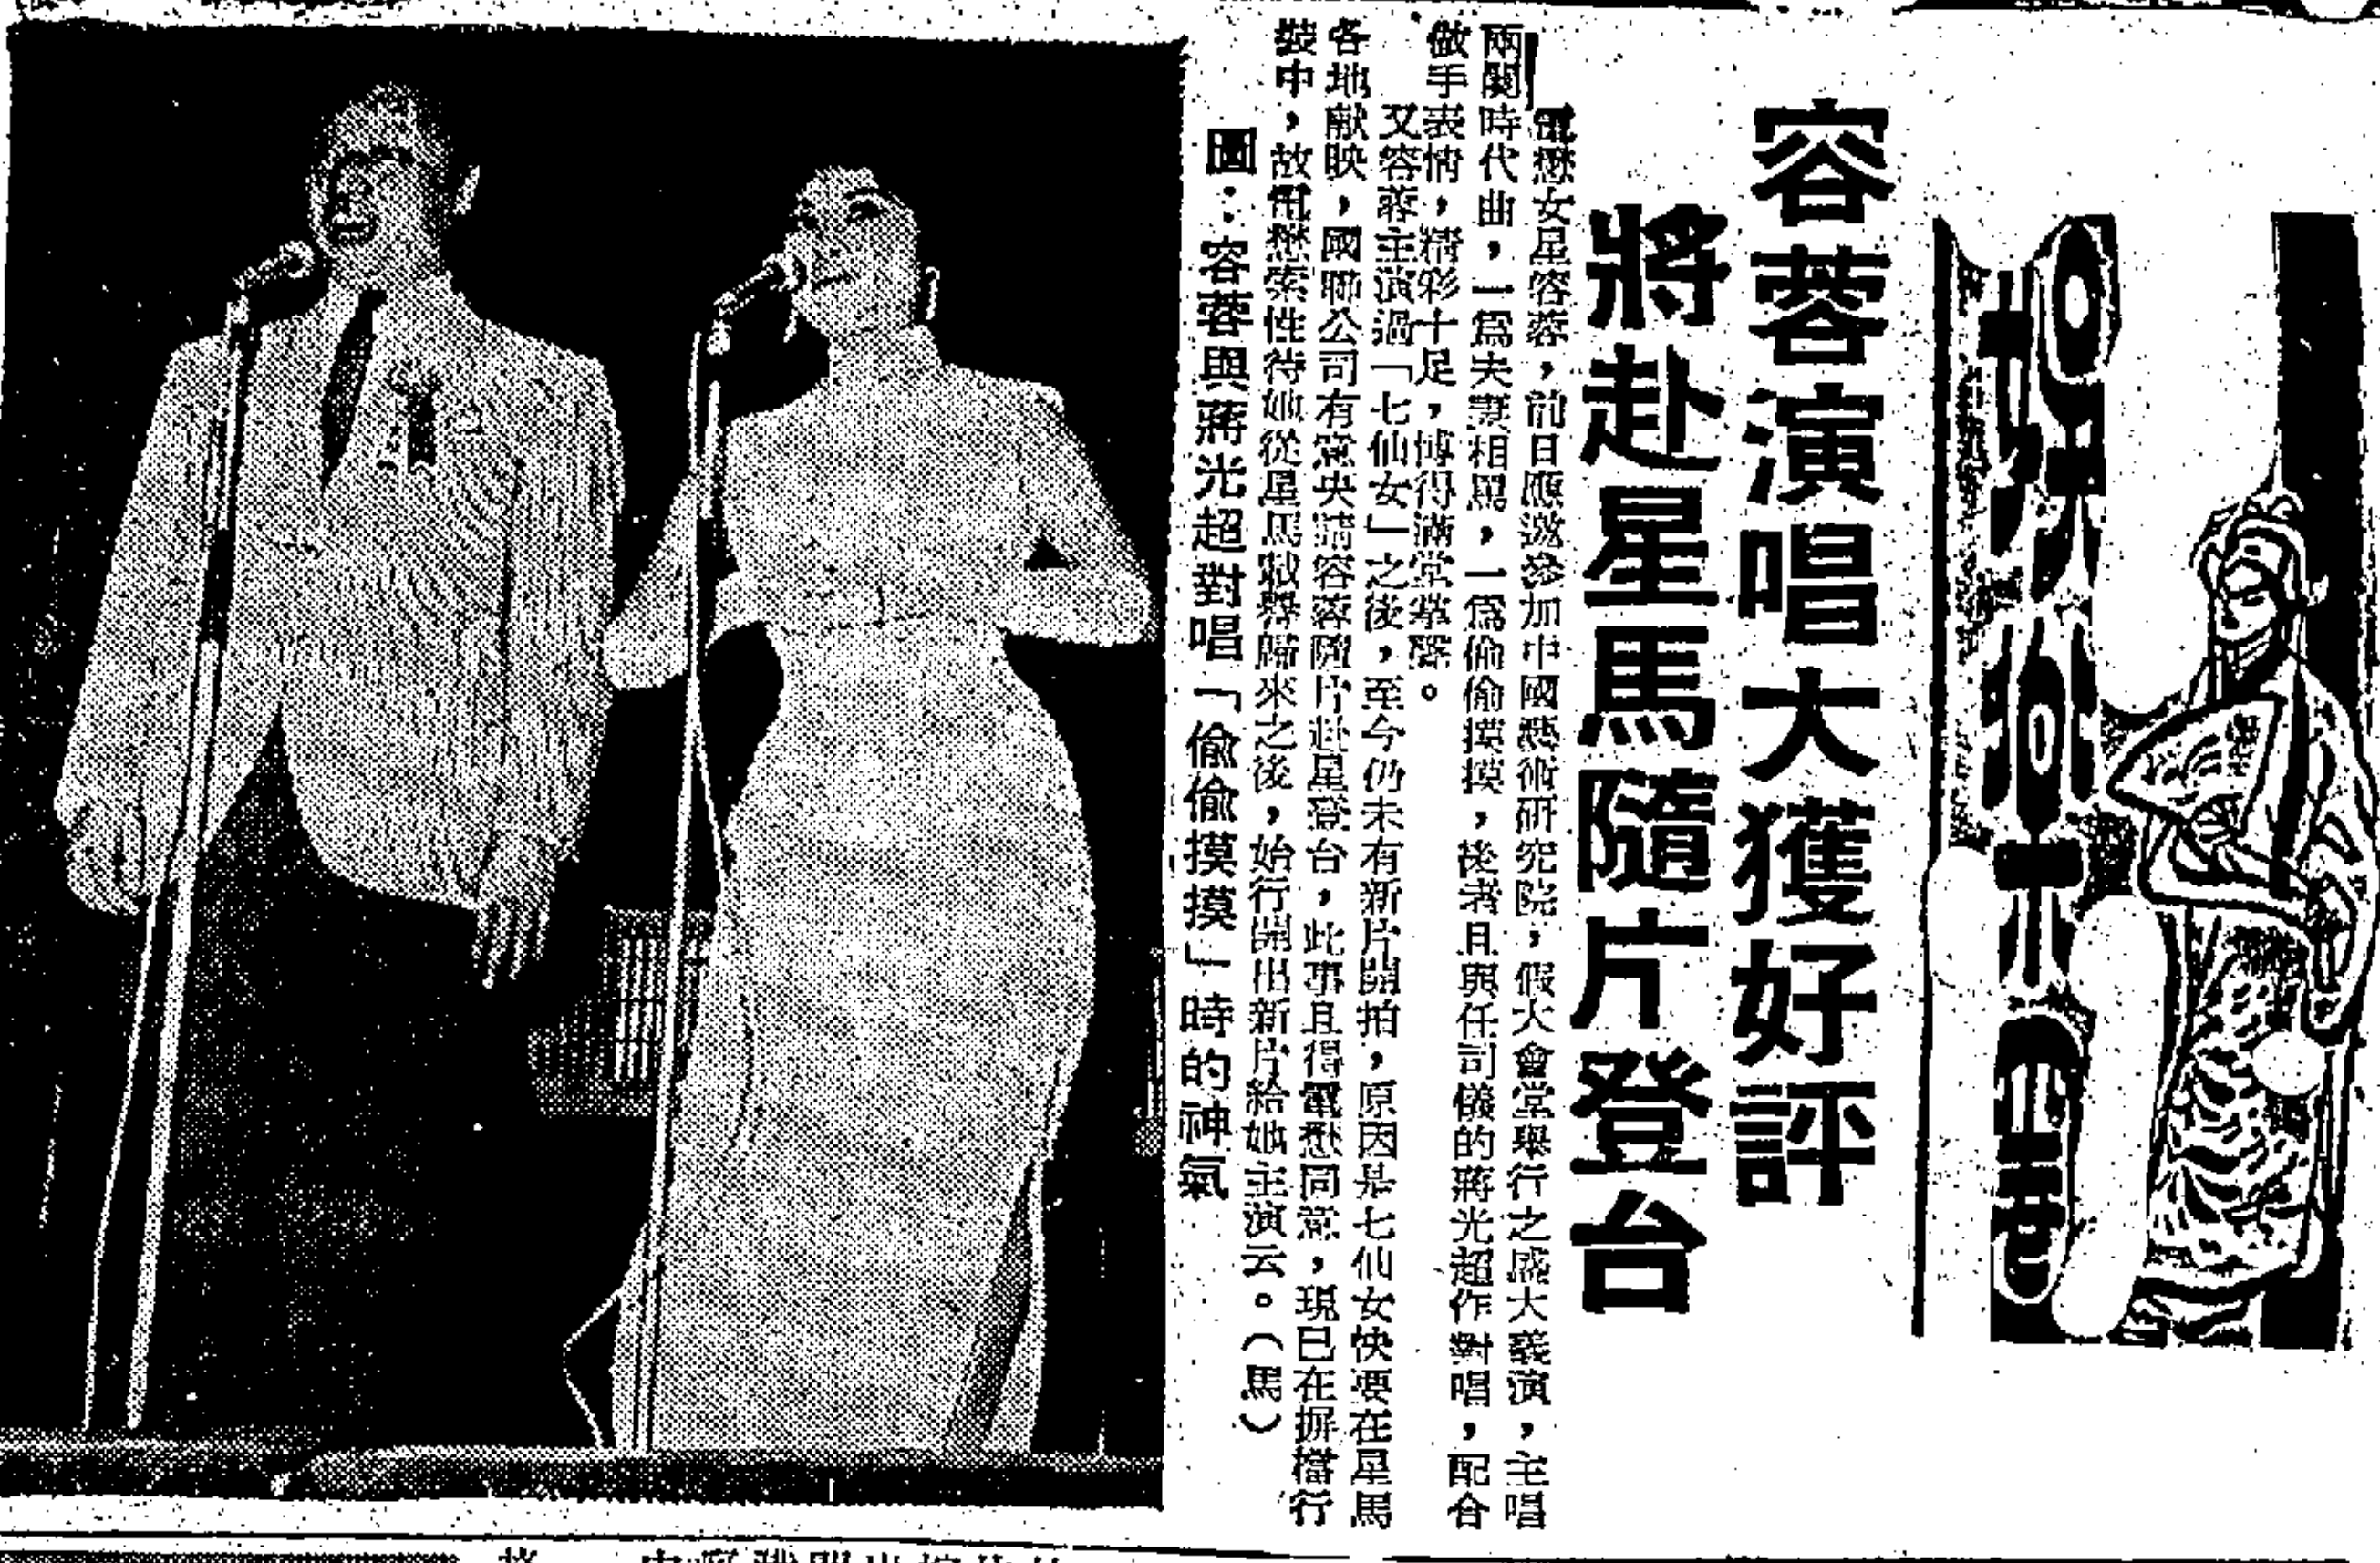 容蓉演唱大獲好評
將赴星馬隨片登台
電懋女星容蓉，前日應邀參加中國藝術研究院，假大會堂舉行之盛大義演，主唱
兩闋時代曲，一爲夫妻相罵，一爲偷偷摸摸，後者且與任司儀的蔣光超作對唱，配合
做手表情，精彩十足，博得滿堂掌聲。
又容蓉主演過「七仙女」之後，至今仍未有新片開拍，原因是七仙女快要在星馬
各地献映，國聯公司有意央請容蓉隨片赴星登台，此事且得電懋同意，現已在摒擋行
裝中，故電懋索性待她從星馬載譽歸來之後，始行開出新片給她主演云。（馬）
圖：容蓉與蔣光超對唱「偷偷摸摸」時的神氣